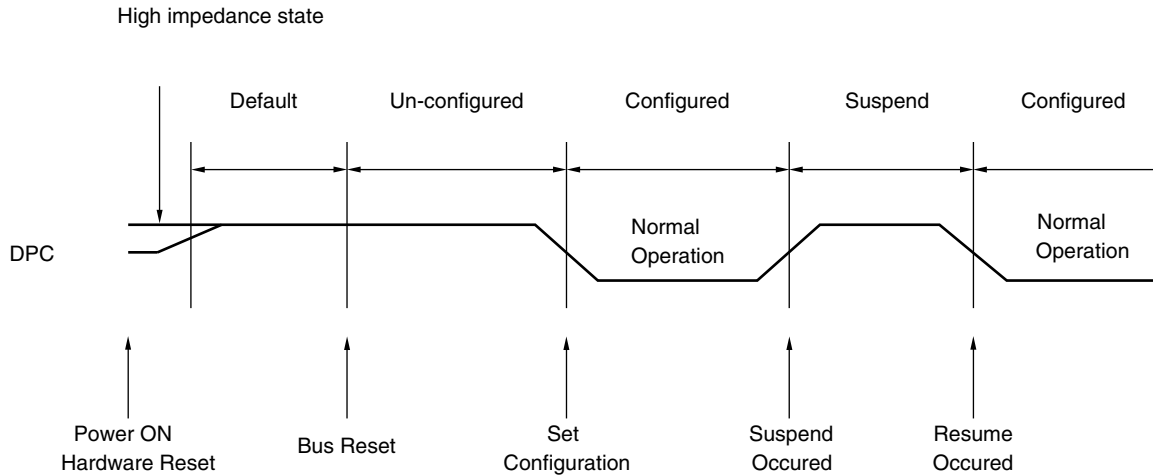 High impedance state
Default
Un-configured
Configured
Suspend
Configured
DPC
Normal
Operation
Normal
Operation
Power ON
Hardware Reset
Bus Reset
Set
Configuration
Suspend
Occured
Resume
Occured